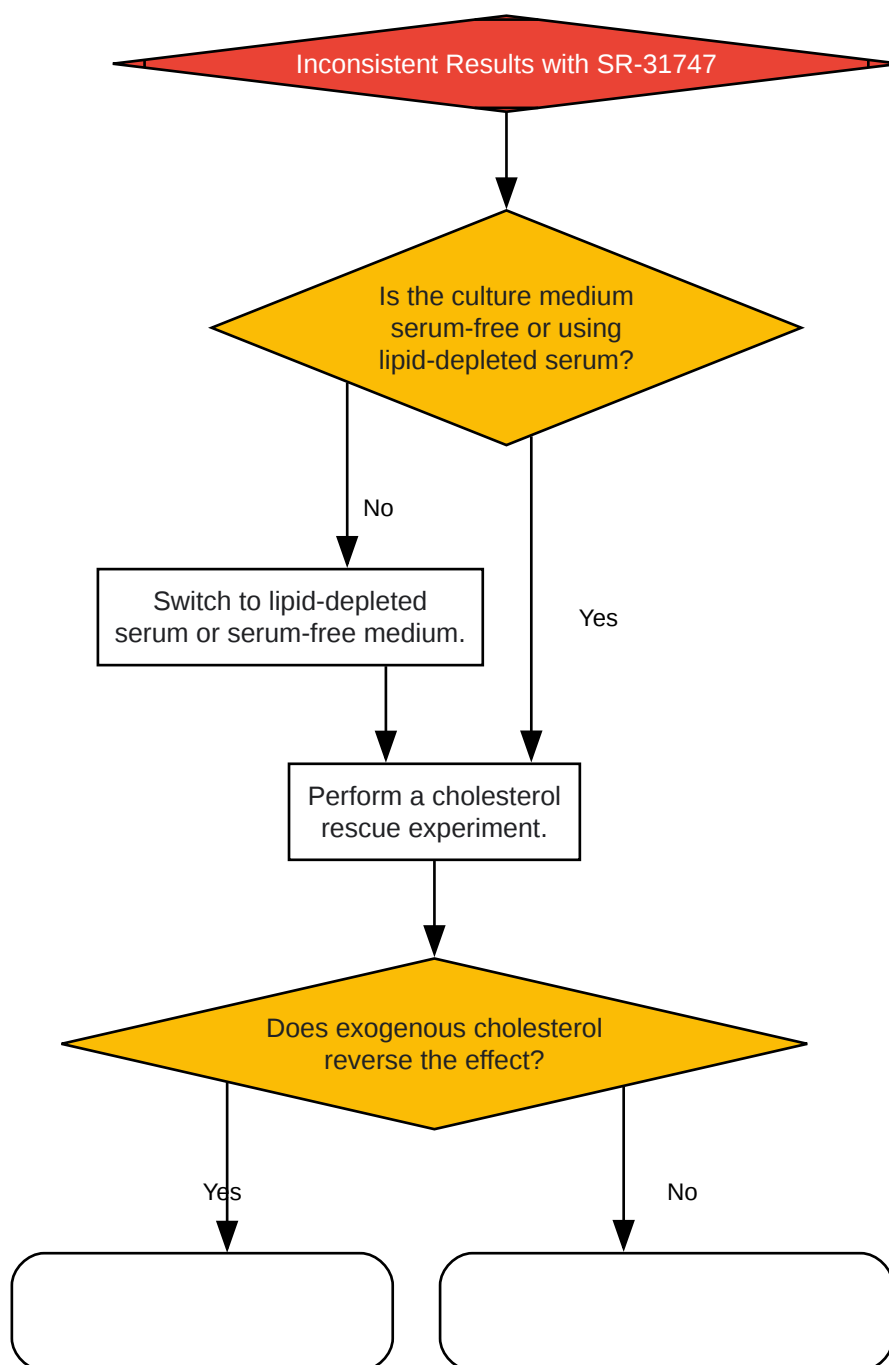 Inconsistent Results with SR-31747
Is the culture medium
serum-free or using
lipid-depleted serum?
No
Switch to lipid-depleted
serum or serum-free medium.
Yes
Perform a cholesterol
rescue experiment.
Does exogenous cholesterol
reverse the effect?
Yes
No